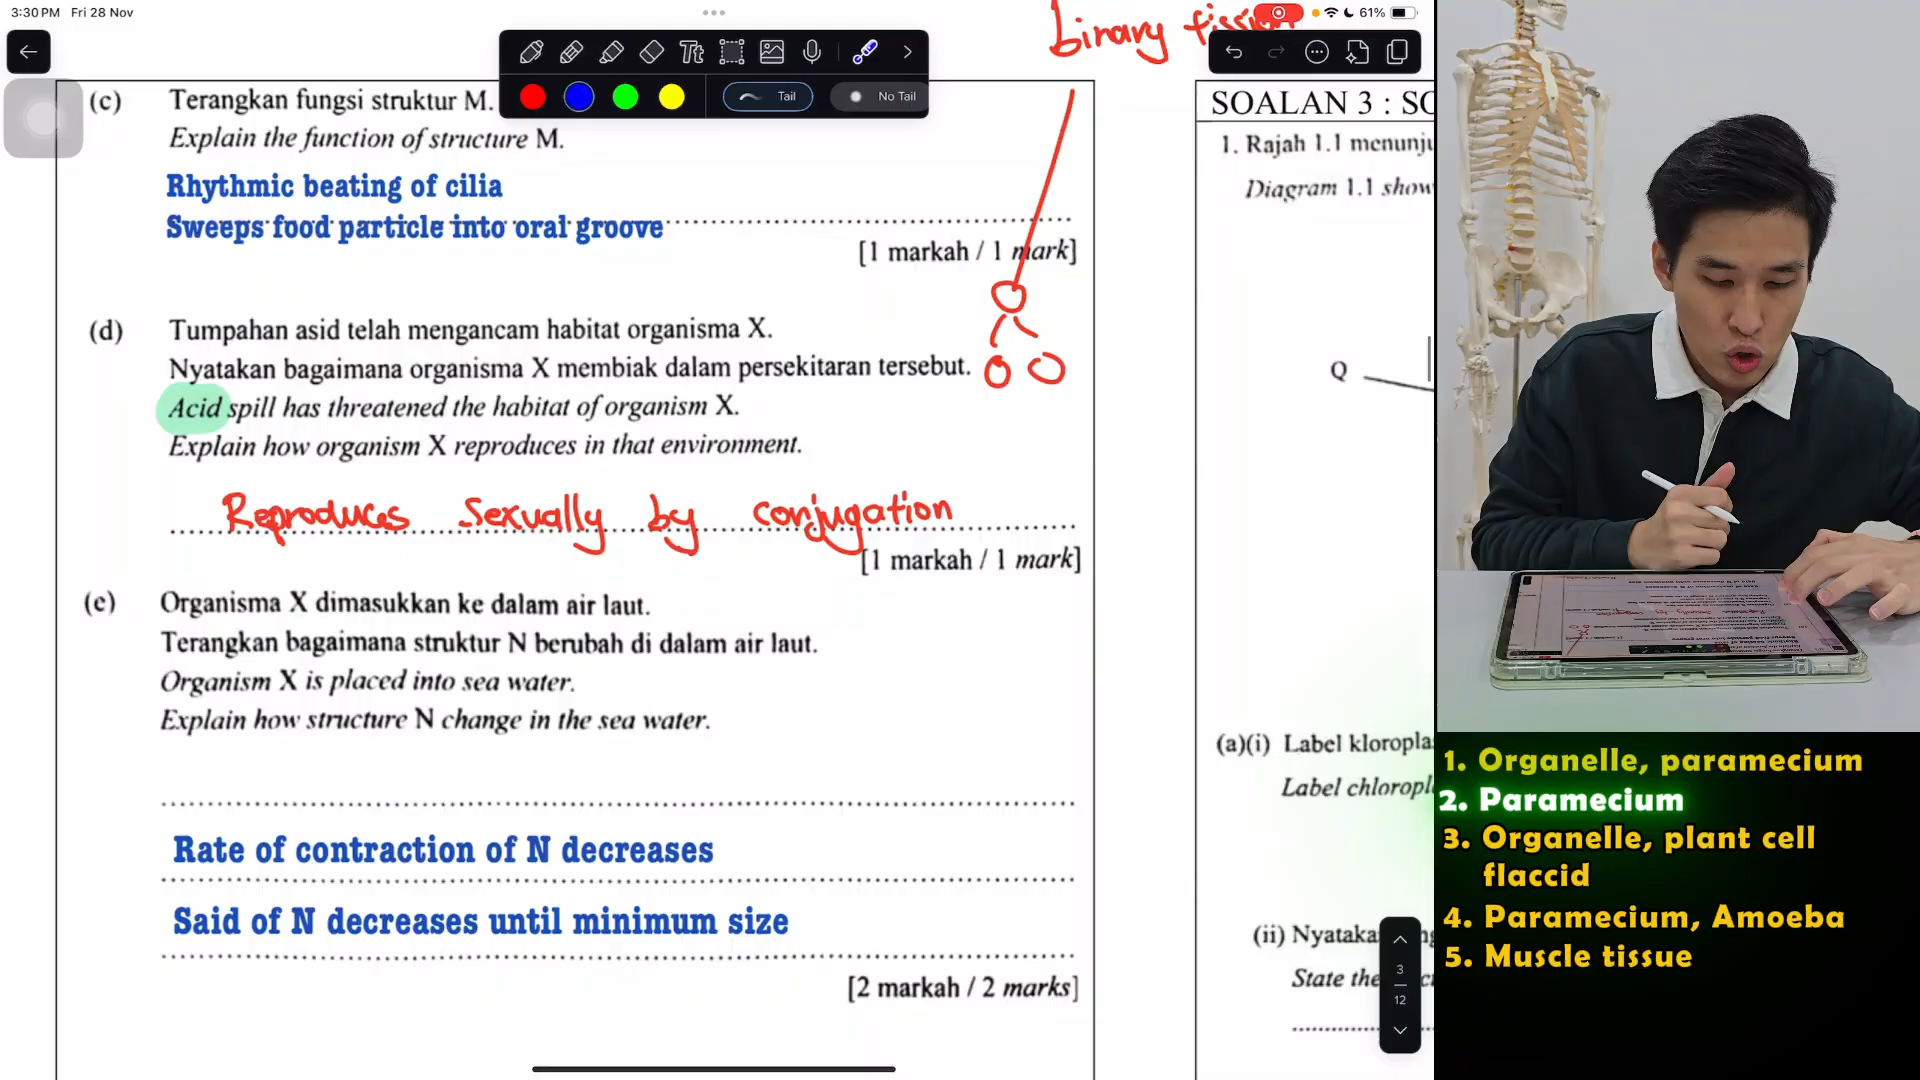 3:30 PM Fri 28 Nov
61%
binary fission
Tt
Tail
No Tail
(c) Terangkan fungsi struktur M.
Explain the function of structure M.
Rhythmic beating of cilia
Sweeps food particle into oral groove
[1 markah / 1 mark]
(d) Tumpahan asid telah mengancam habitat organisma X.
Nyatakan bagaimana organisma X membiak dalam persekitaran tersebut.
Acid spill has threatened the habitat of organism X.
Explain how organism X reproduces in that environment.
Reproduces Sexually by conjugation
[1 markah / 1 mark]
(e) Organisma X dimasukkan ke dalam air laut.
Terangkan bagaimana struktur N berubah di dalam air laut.
Organism X is placed into sea water.
Explain how structure N change in the sea water.
Rate of contraction of N decreases
Said of N decreases until minimum size
[2 markah / 2 marks]
SOALAN 3 : SO
1. Rajah 1.1 menunju
Diagram 1.1 show
Q
(a)(i) Label kloropla
Label chloropl
(ii) Nyataka
State the
3
12
1. Organelle, paramecium
2. Paramecium
3. Organelle, plant cell
flaccid
4. Paramecium, Amoeba
5. Muscle tissue